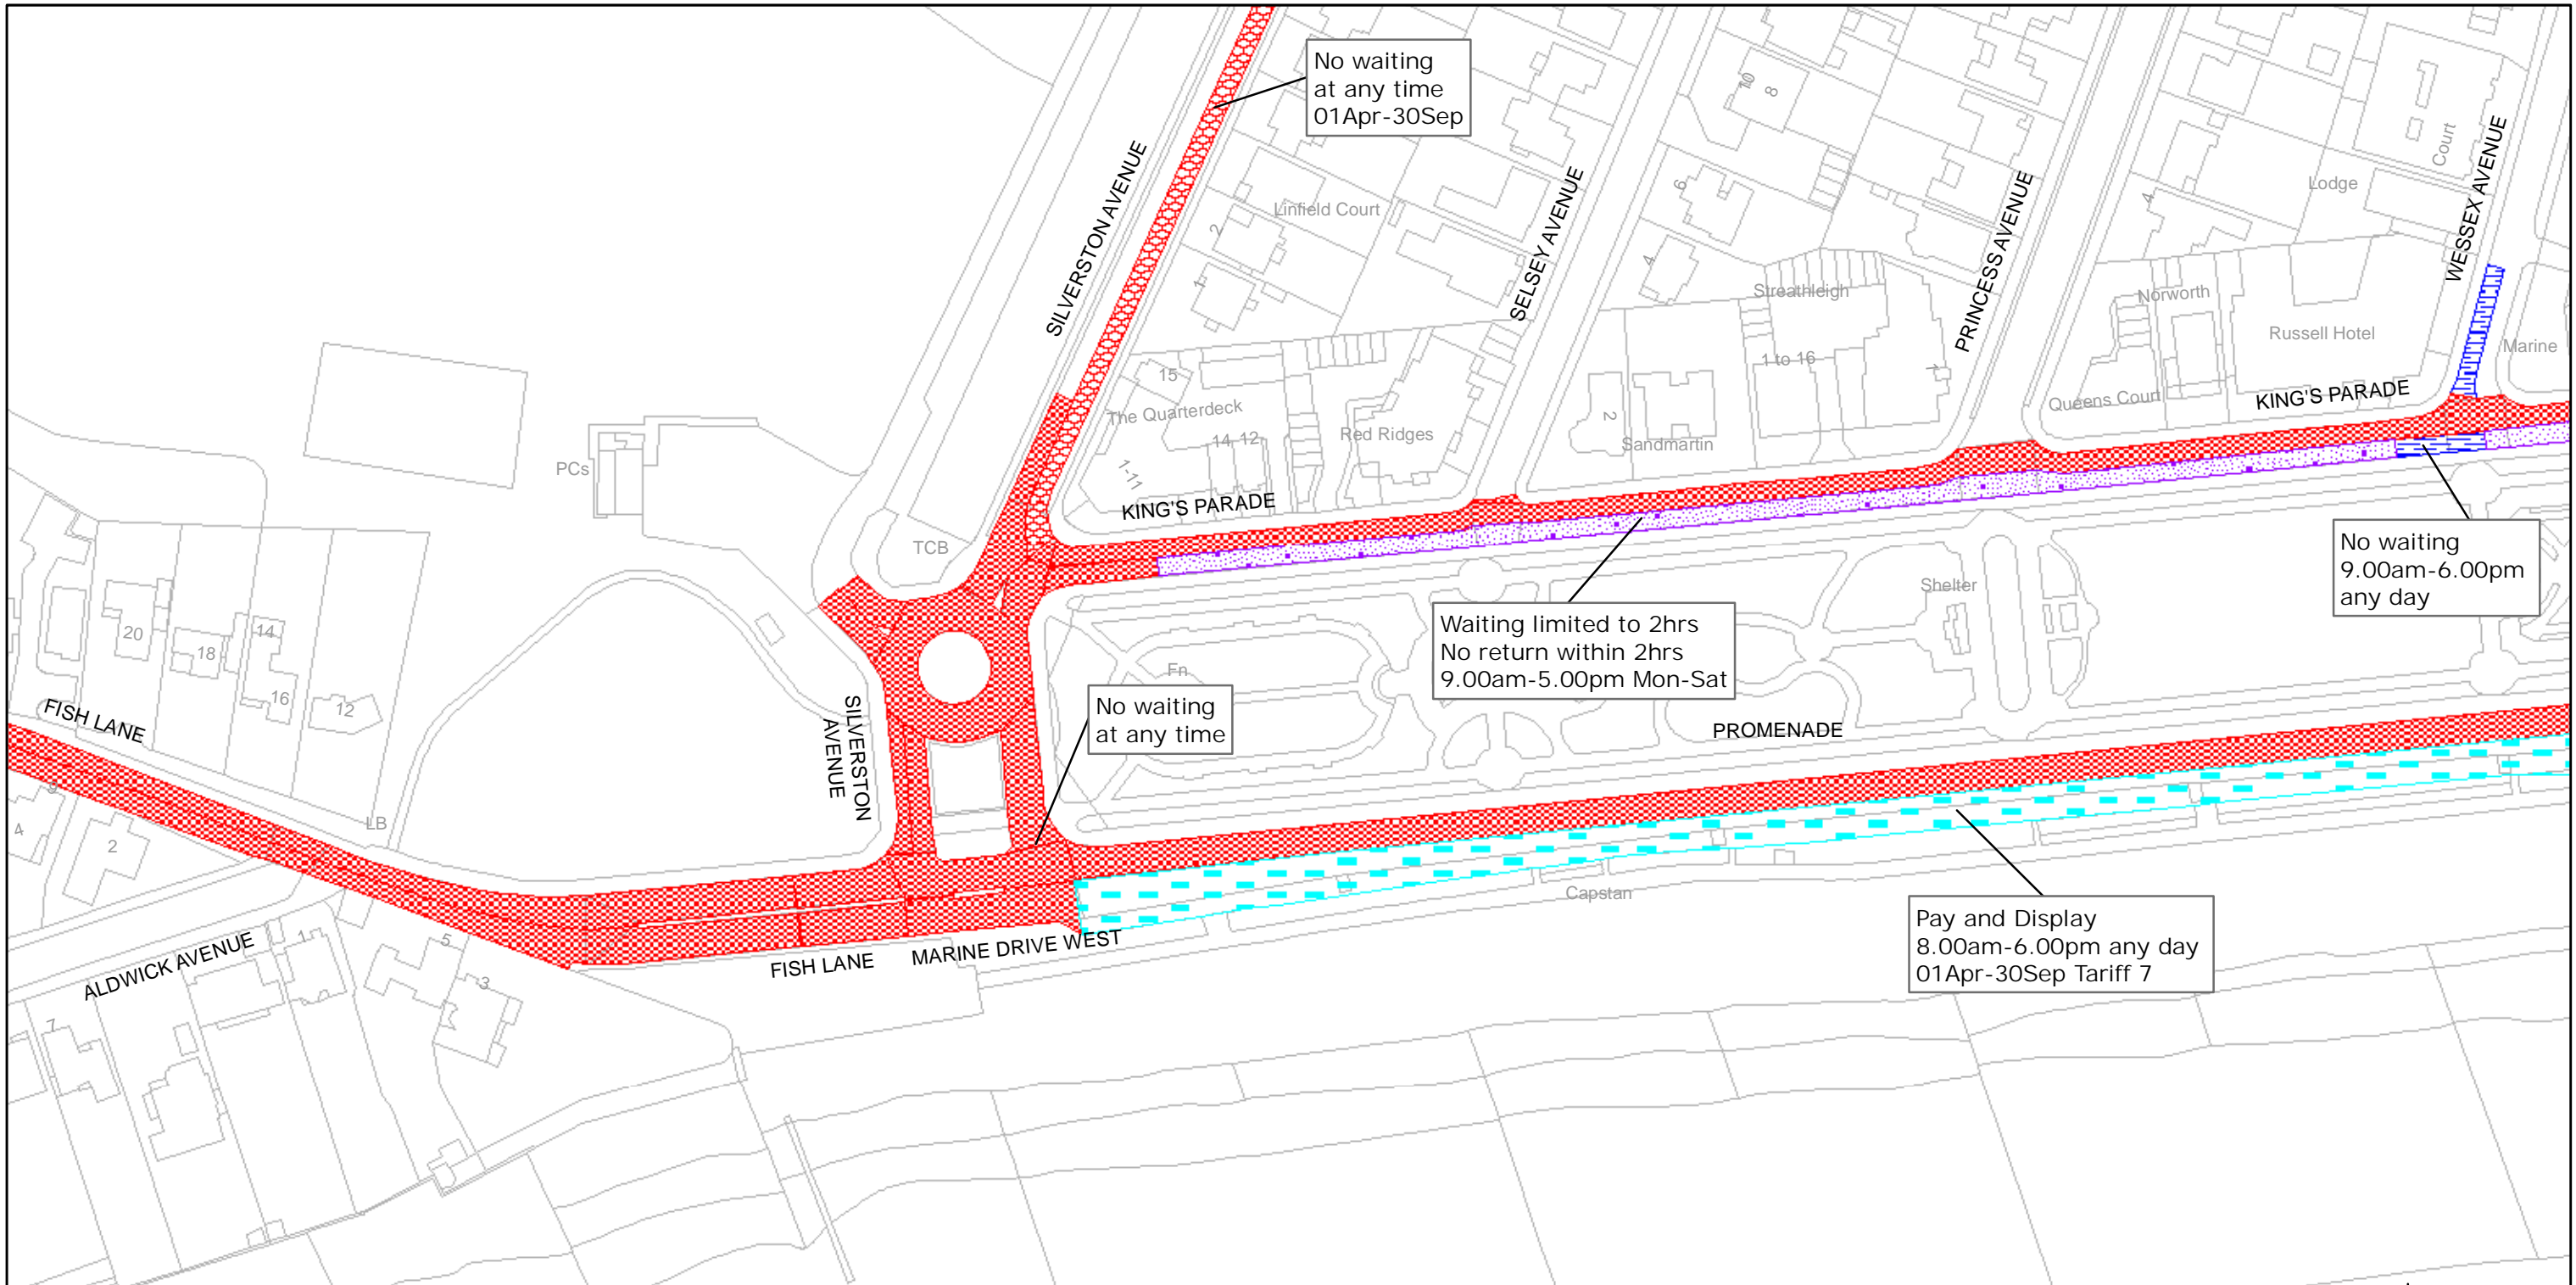 No waiting
at any time
01Apr-30Sep
10
8
Court
SILVERSTON AVENUE
2
Linfield Court
SELSEY AVENUE
6
PRINCESS AVENUE
4
Lodge
WESSEX AVENUE
1
4
Streathleigh
Norworth
Russell Hotel
Marine
15
1 to 16
1
The Quarterdeck
14
12
Red Ridges
2
Sandmartin
Queens Court
KING'S PARADE
PCs
1-11
KING'S PARADE
TCB
No waiting
9.00am-6.00pm
any day
Shelter
20
14
18
16
12
Waiting limited to 2hrs
No return within 2hrs
9.00am-5.00pm Mon-Sat
Fn
FISH LANE
SILVERSTON
AVENUE
No waiting
at any time
PROMENADE
4
2
LB
Capstan
1
5
3
ALDWICK AVENUE
FISH LANE
MARINE DRIVE WEST
Pay and Display
8.00am-6.00pm any day
01Apr-30Sep Tariff 7
7